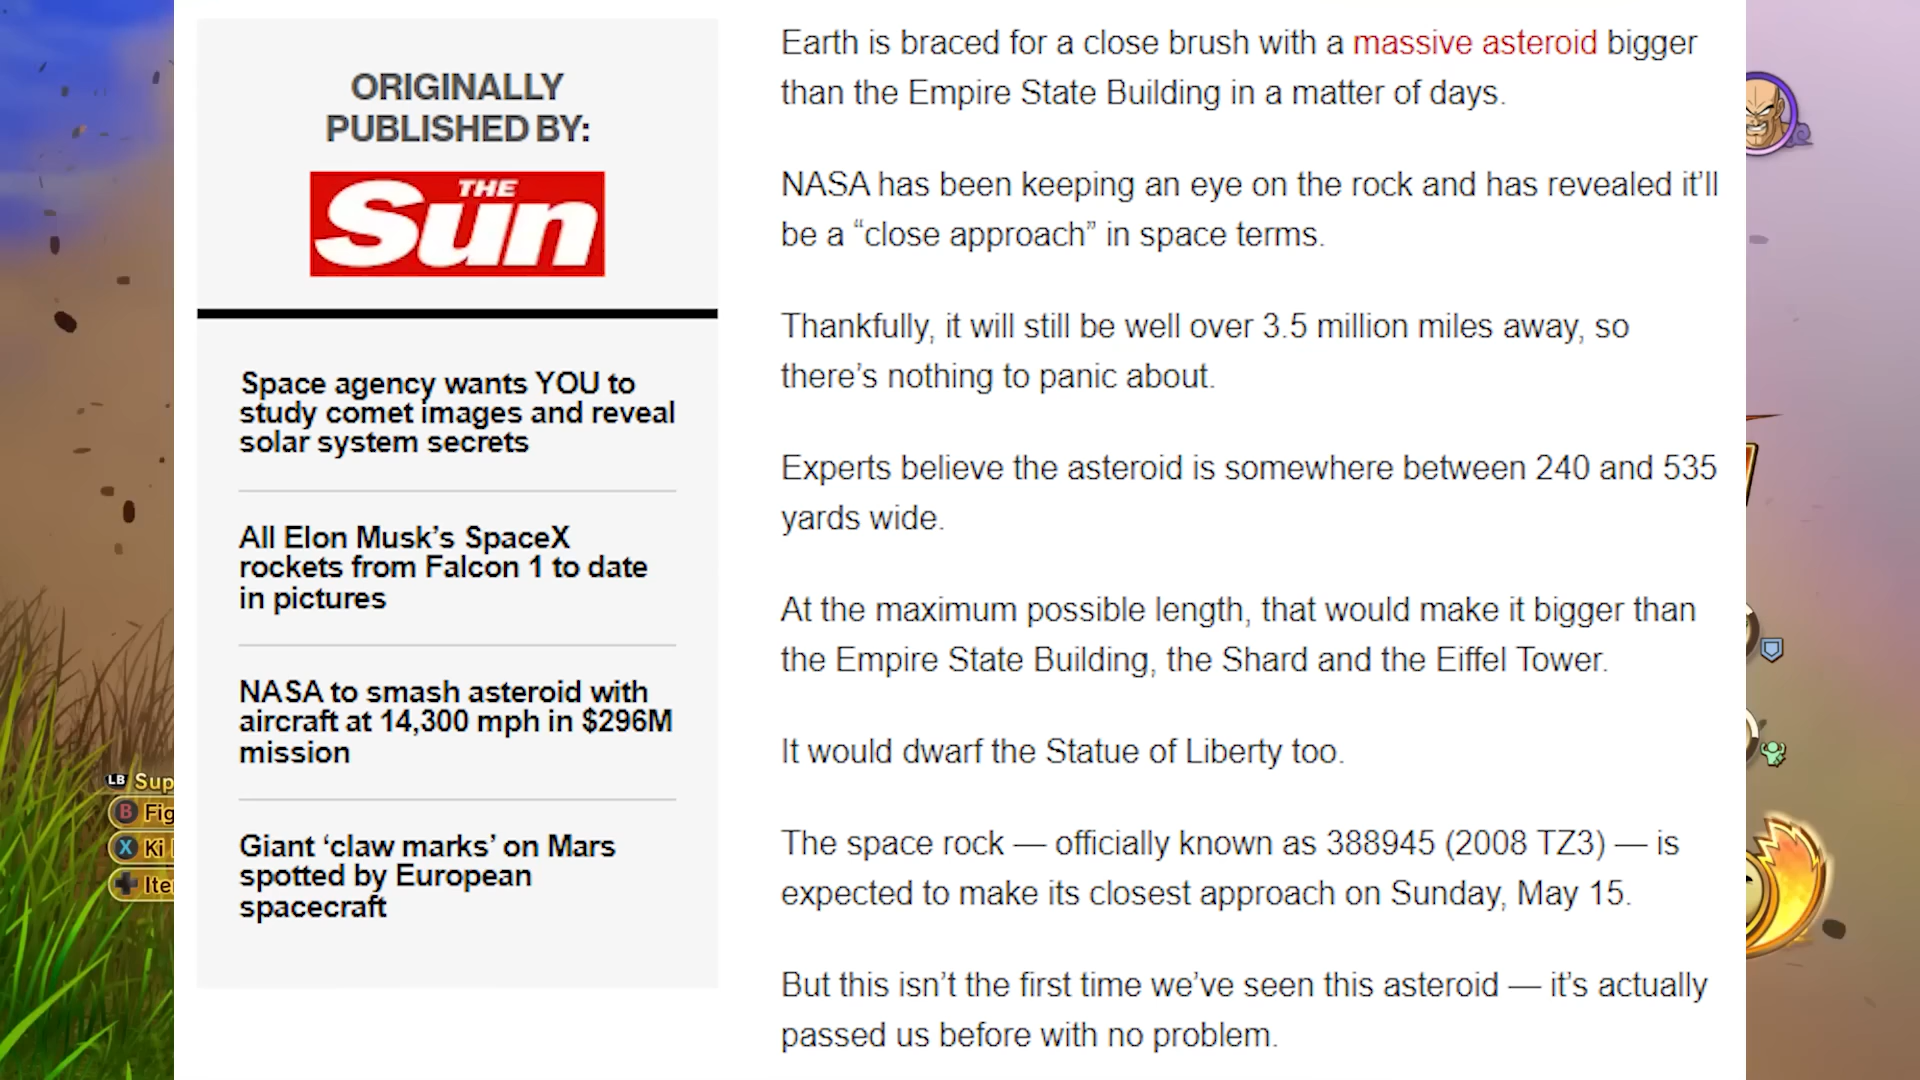 ORIGINALLY
PUBLISHED BY:
THE
Sun
Space agency wants YOU to
study comet images and reveal
solar system secrets
All Elon Musk’s SpaceX
rockets from Falcon 1 to date
in pictures
NASA to smash asteroid with
aircraft at 14,300 mph in $296M
mission
Giant ‘claw marks’ on Mars
spotted by European
spacecraft
Earth is braced for a close brush with a massive asteroid bigger
than the Empire State Building in a matter of days.
NASA has been keeping an eye on the rock and has revealed it’ll
be a “close approach” in space terms.
Thankfully, it will still be well over 3.5 million miles away, so
there’s nothing to panic about.
Experts believe the asteroid is somewhere between 240 and 535
yards wide.
At the maximum possible length, that would make it bigger than
the Empire State Building, the Shard and the Eiffel Tower.
It would dwarf the Statue of Liberty too.
The space rock — officially known as 388945 (2008 TZ3) — is
expected to make its closest approach on Sunday, May 15.
But this isn’t the first time we’ve seen this asteroid — it’s actually
passed us before with no problem.
LB Sup
B Fig
X Ki
Iter